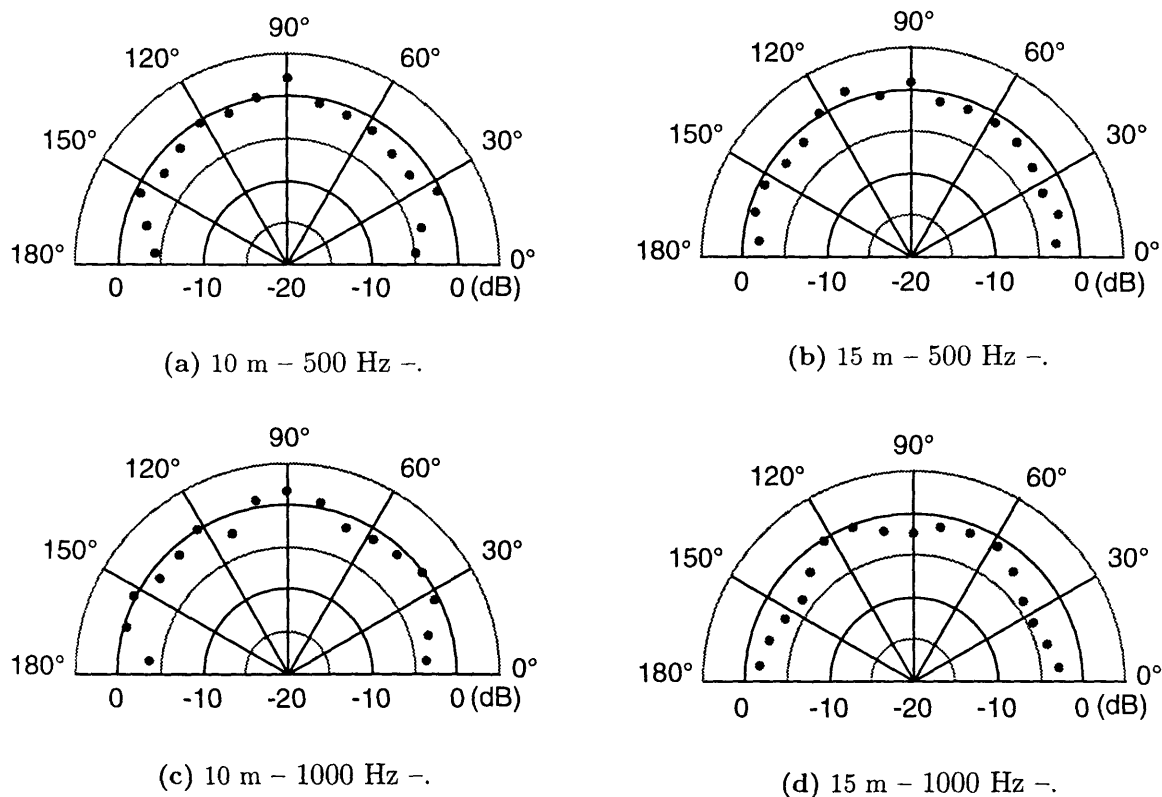 90°
120° 60°
150° 30°
180° 0°
0 -10 -20 -10 0 (dB)
(a) 10 m – 500 Hz –.
90°
120° 60°
150° 30°
180° 0°
0 -10 -20 -10 0 (dB)
(b) 15 m – 500 Hz –.
90°
120° 60°
150° 30°
180° 0°
0 -10 -20 -10 0 (dB)
(c) 10 m – 1000 Hz –.
90°
120° 60°
150° 30°
180° 0°
0 -10 -20 -10 0 (dB)
(d) 15 m – 1000 Hz –.